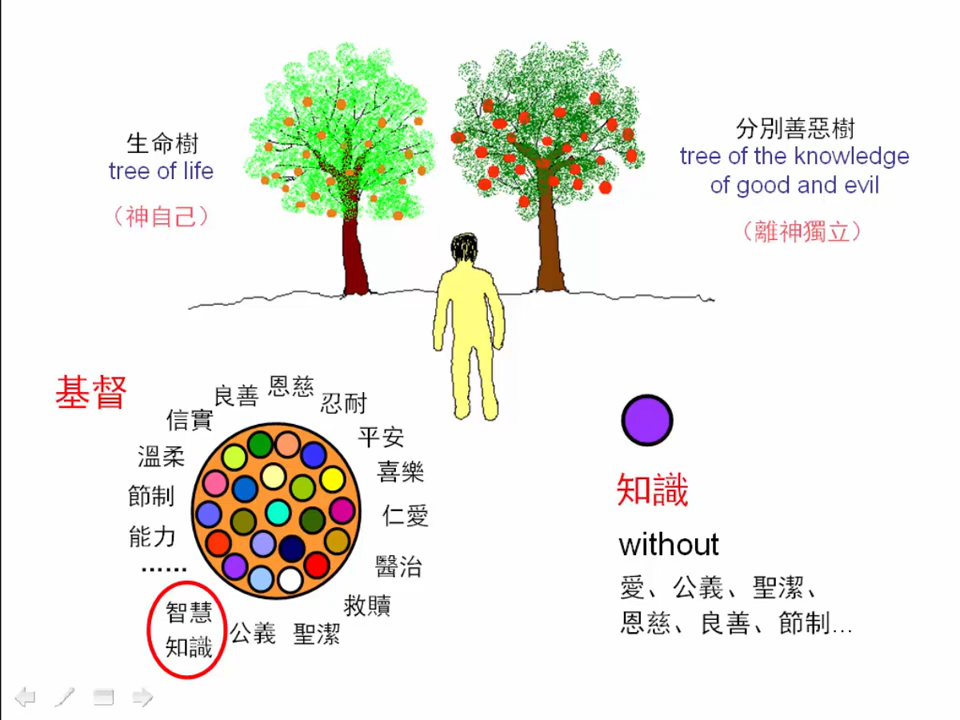 生命樹
tree of life
（神自己）
分別善惡樹
tree of the knowledge
of good and evil
（離神獨立）
基督
恩慈
良善
忍耐
信實
平安
溫柔
喜樂
節制
仁愛
能力
醫治
……
救贖
智慧
知識
公義
聖潔
知識
without
愛、公義、聖潔、
恩慈、良善、節制…